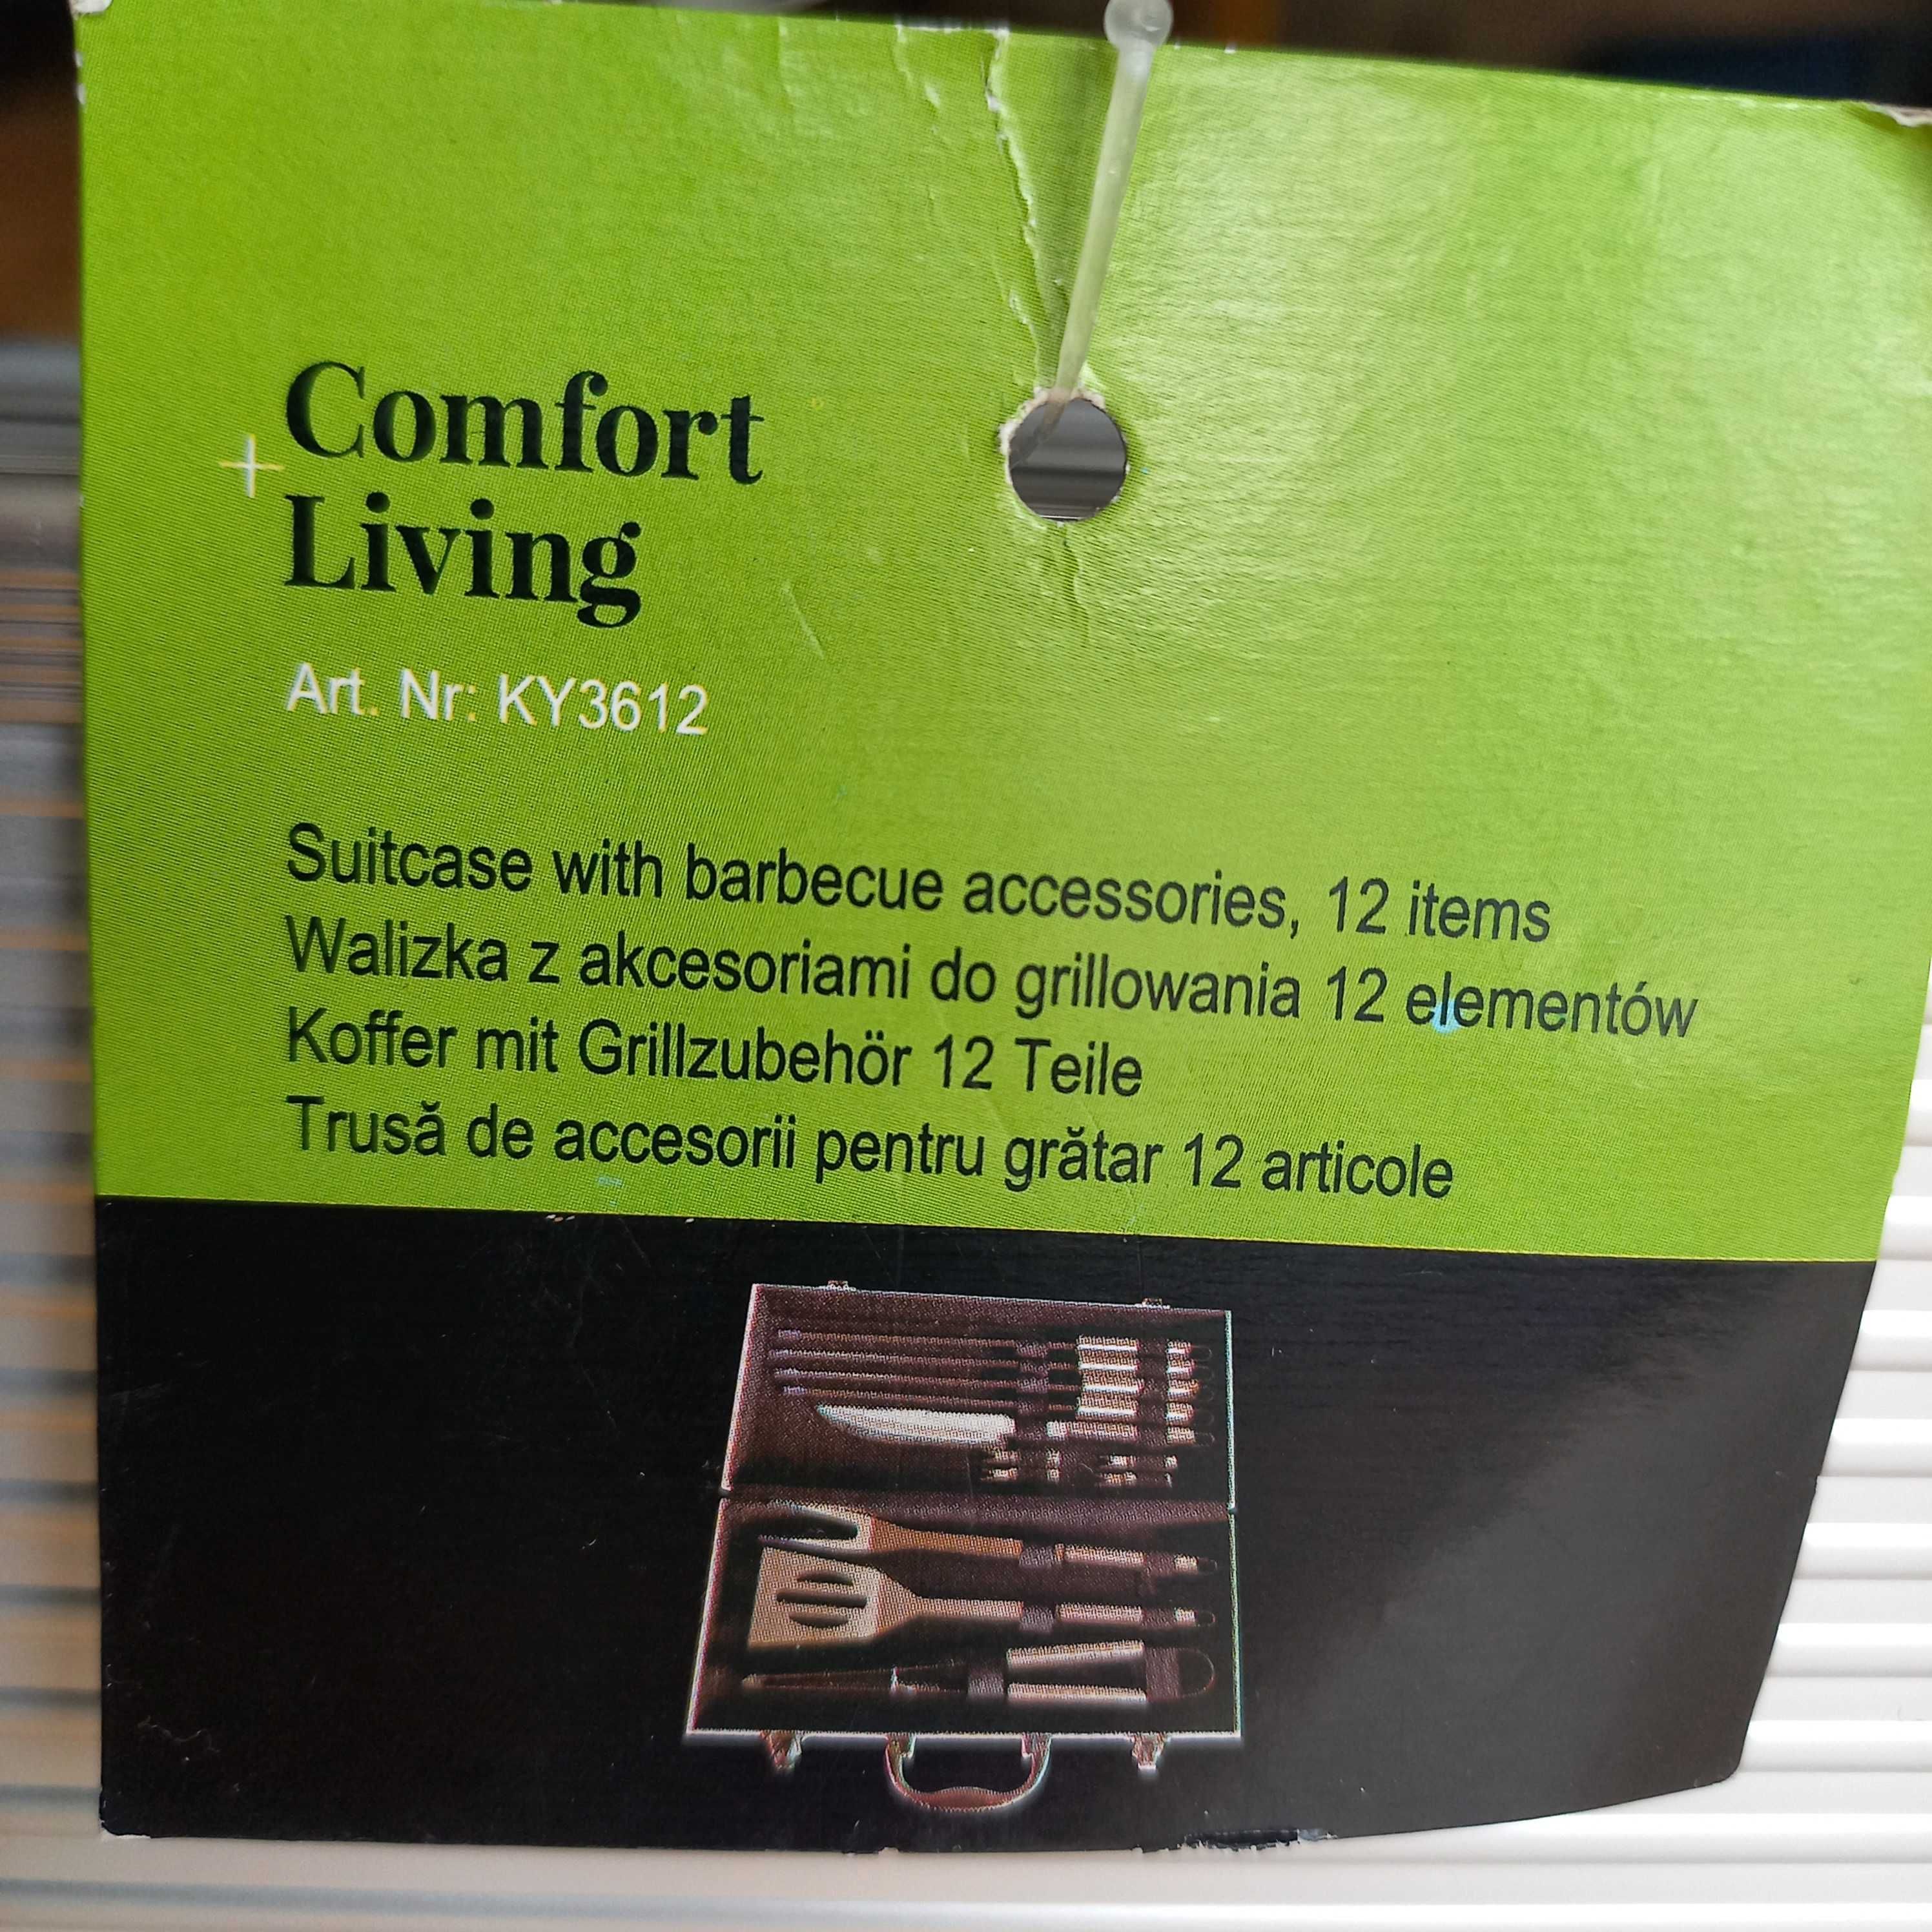 Comfort
Living
Art. Nr: KY3612
Suitcase with barbecue accessories, 12 items
Walizka z akcesoriami do grillowania 12 elementów
Koffer mit Grillzubehör 12 Teile
Trusă de accesorii pentru grătar 12 articole